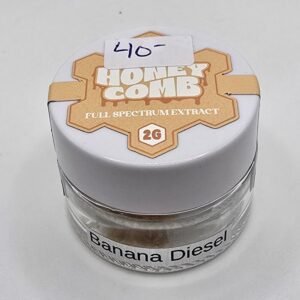 40-
HONEY
COMB
FULL SPECTRUM EXTRACT
2G
Banana Diesel